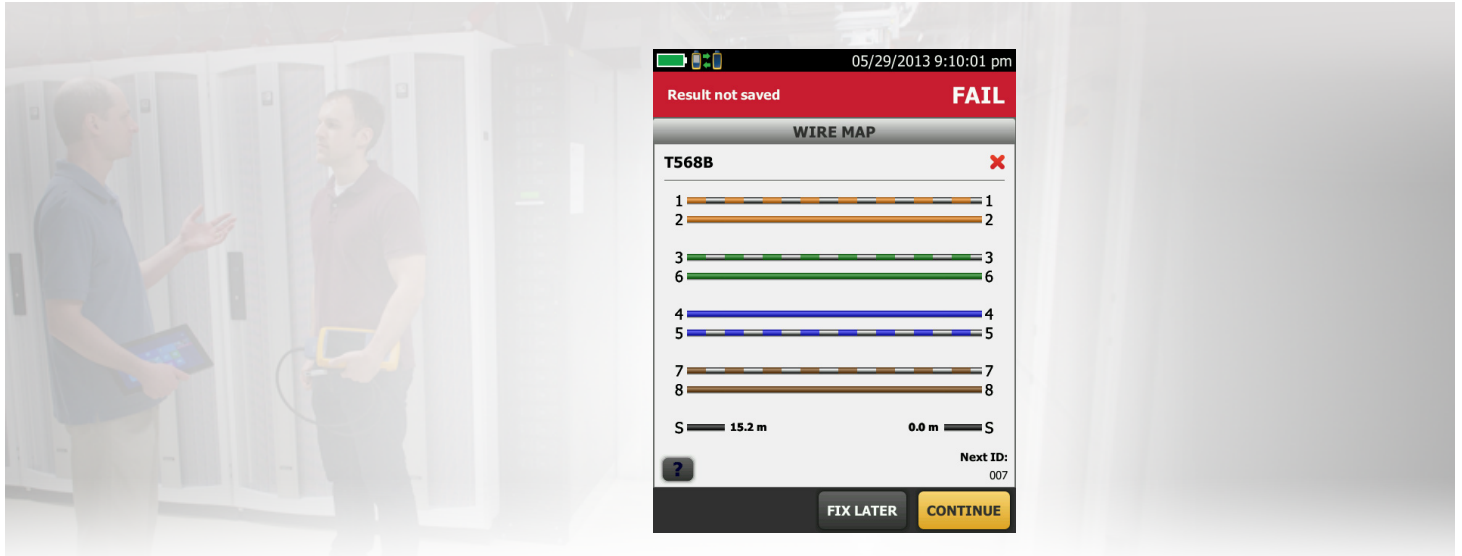 05/29/2013 9:10:01 pm
Result not saved FAIL
WIRE MAP
T568B
1 1
2 2
3 3
6 6
4 4
5 5
7 7
8 8
S 15.2 m 0.0 m S
Next ID:
? 007
FIX LATER CONTINUE